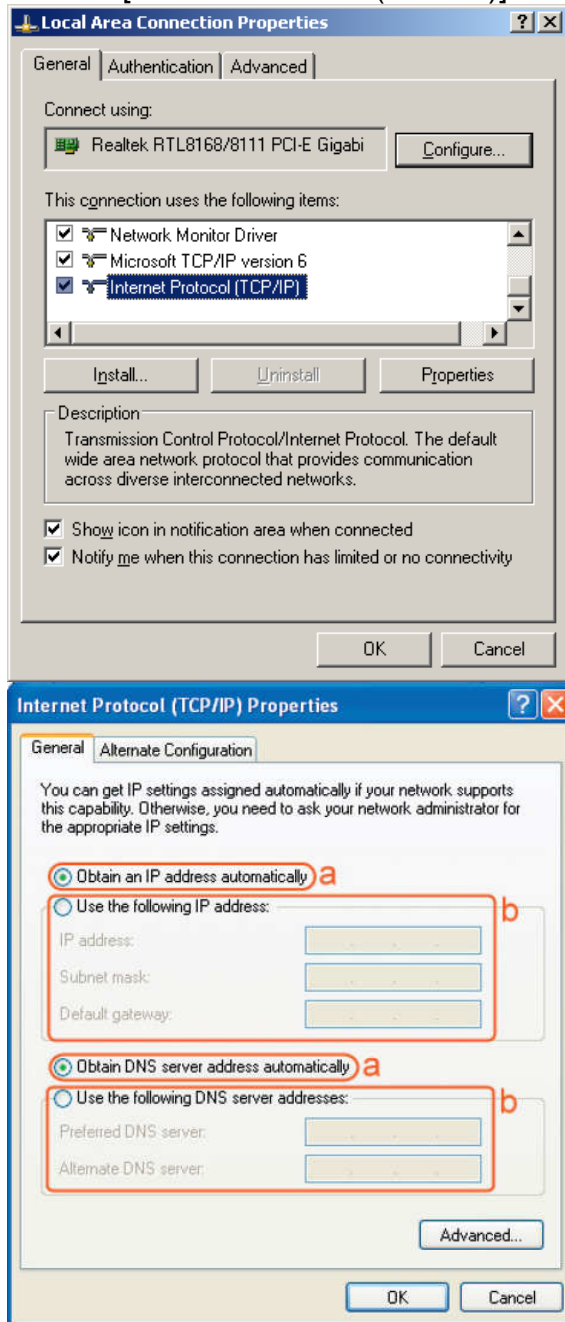 Local Area Connection Properties
General Authentication Advanced
Connect using:
Realtek RTL8168/8111 PCI-E Gigabi Configure...
This connection uses the following items:
Network Monitor Driver
Microsoft TCP/IP version 6
Internet Protocol (TCP/IP)
Install... Uninstall Properties
Description
Transmission Control Protocol/Internet Protocol. The default
wide area network protocol that provides communication
across diverse interconnected networks.
Show icon in notification area when connected
Notify me when this connection has limited or no connectivity
OK Cancel
Internet Protocol (TCP/IP) Properties
General Alternate Configuration
You can get IP settings assigned automatically if your network supports
this capability. Otherwise, you need to ask your network administrator for
the appropriate IP settings.
Obtain an IP address automatically a
Use the following IP address: b
IP address:
Subnet mask:
Default gateway:
Obtain DNS server address automatically a
Use the following DNS server addresses: b
Preferred DNS server:
Alternate DNS server:
Advanced...
OK Cancel